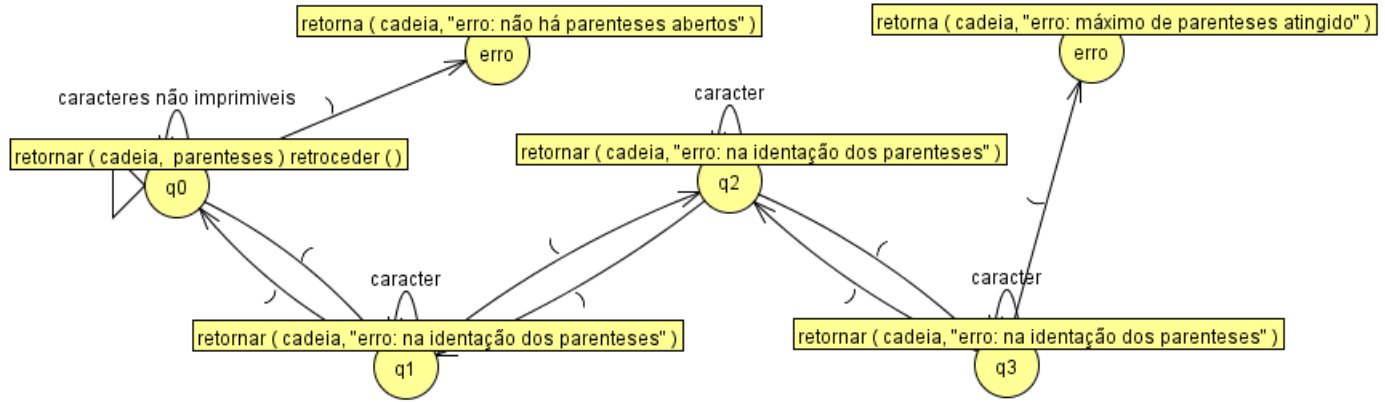 retorna ( cadeia, "erro: não há parenteses abertos" )
retorna ( cadeia, "erro: máximo de parenteses atingido" )
erro
erro
caracteres não imprimiveis
)
caracter
retornar ( cadeia, parenteses ) retroceder ( )
retornar ( cadeia, "erro: na identação dos parenteses" )
q0
q2
(
(
(
(
caracter
caracter
)
)
)
retornar ( cadeia, "erro: na identação dos parenteses" )
retornar ( cadeia, "erro: na identação dos parenteses" )
q1
q3